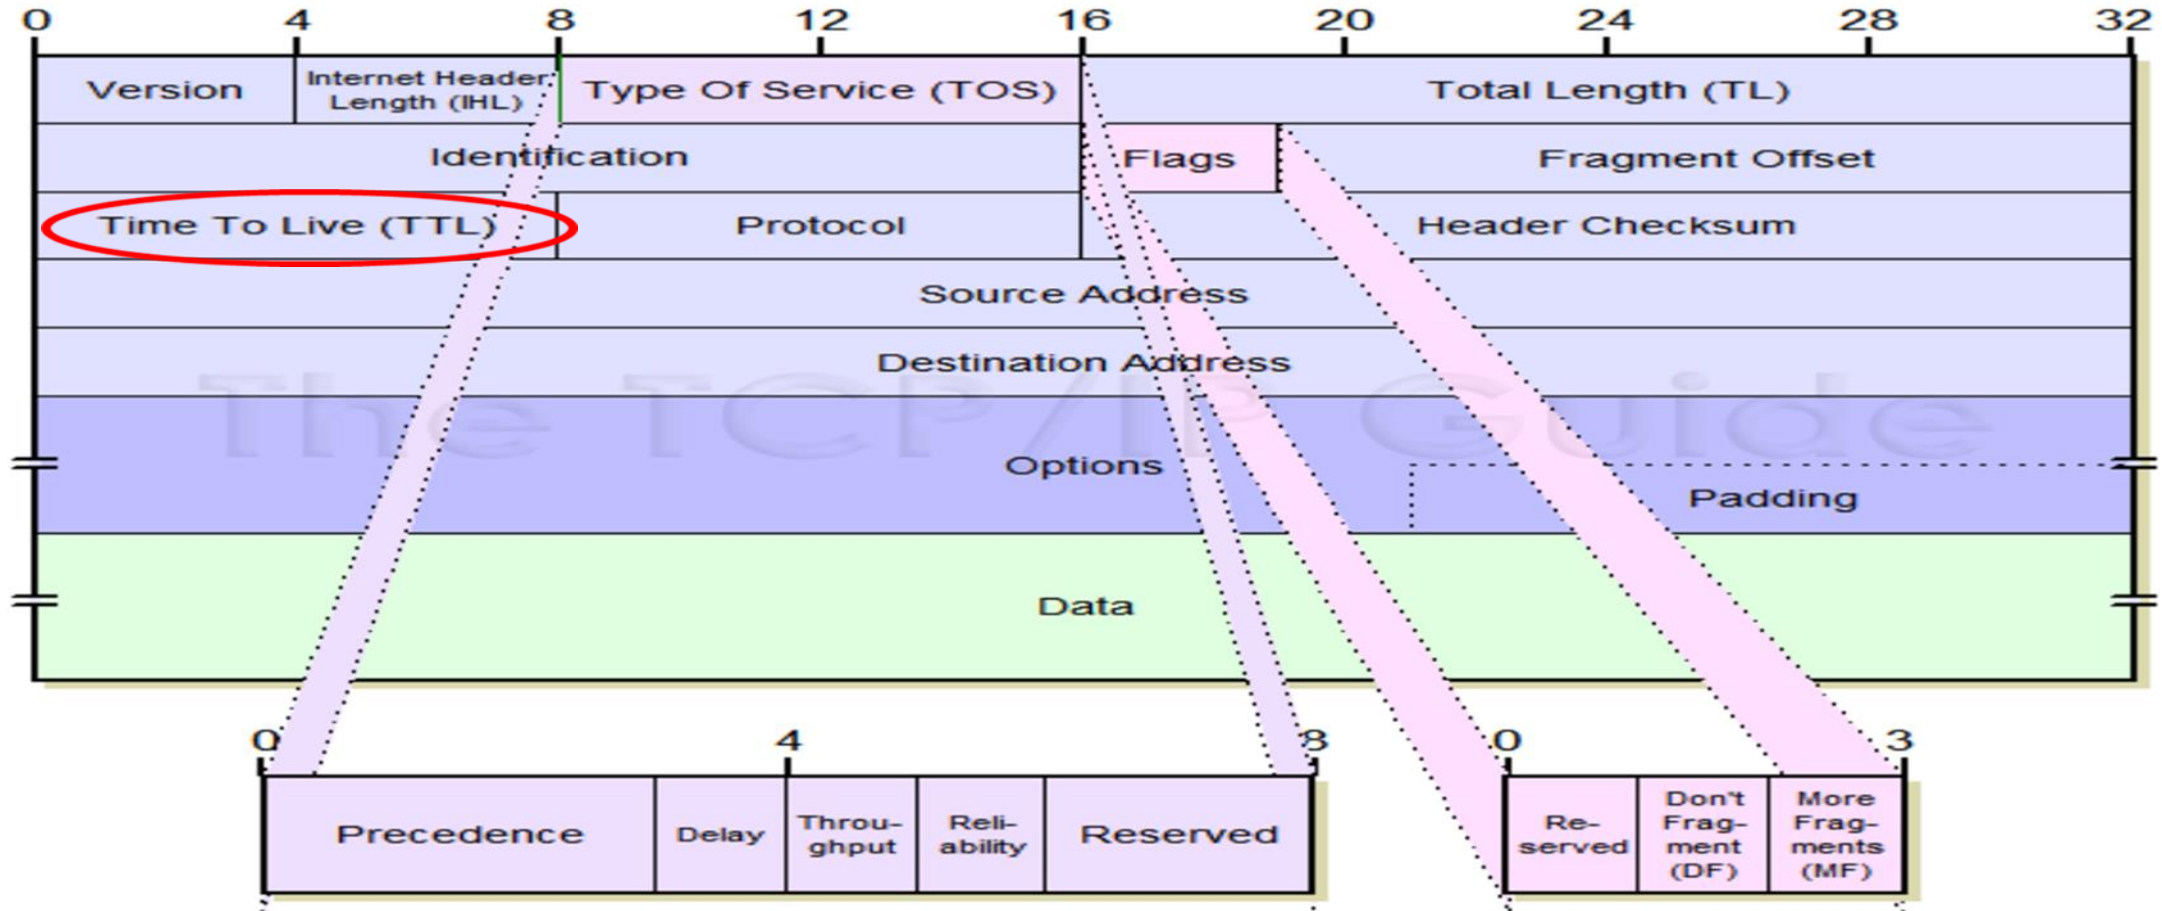 0 4 8 12 16 20 24 28 32
Version
Internet Header
Length (IHL)
Type Of Service (TOS)
Total Length (TL)
Identification
Flags
Fragment Offset
Time To Live (TTL)
Protocol
Header Checksum
Source Address
Destination Address
The TCP/IP Guide
Options
Padding
Data
0 4 8
Precedence
Delay
Throu-
ghput
Reli-
ability
Reserved
0 3
Re-
served
Don't
Frag-
ment
(DF)
More
Frag-
ments
(MF)